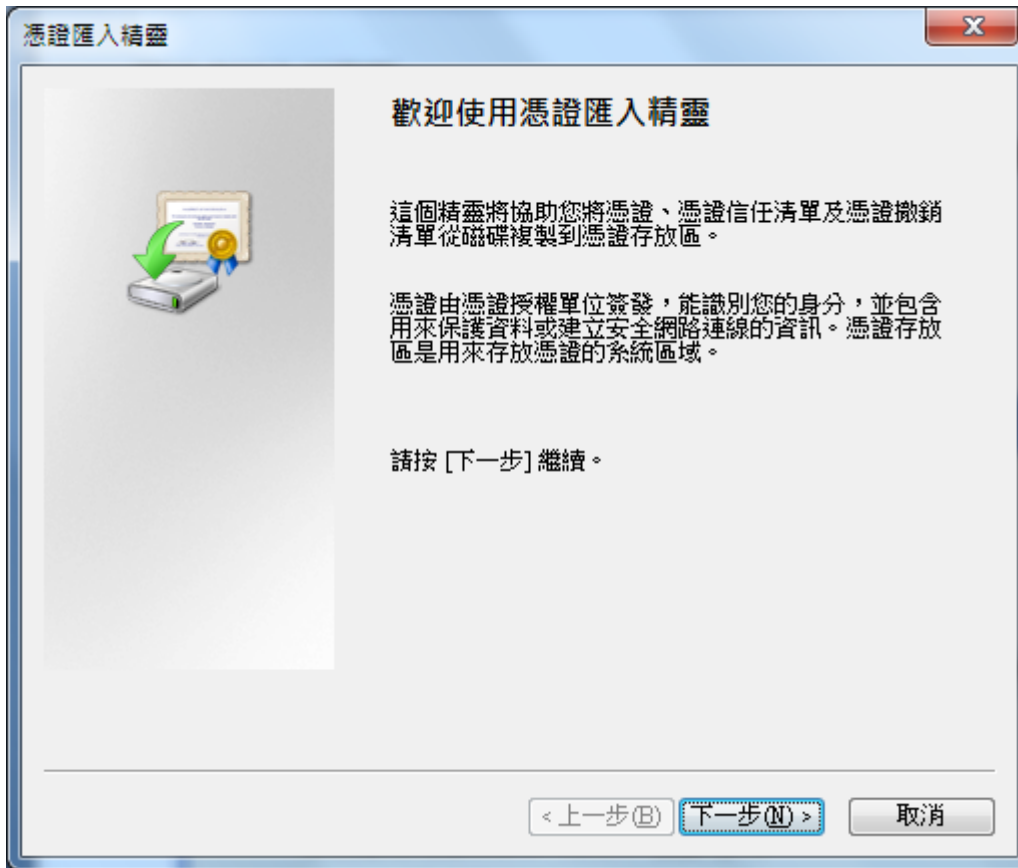 憑證匯入精靈
歡迎使用憑證匯入精靈
這個精靈將協助您將憑證、憑證信任清單及憑證撤銷
清單從磁碟複製到憑證存放區。
憑證由憑證授權單位簽發，能識別您的身分，並包含
用來保護資料或建立安全網路連線的資訊。憑證存放
區是用來存放憑證的系統區域。
請按 [下一步] 繼續。
< 上一步(B) 下一步(N) > 取消